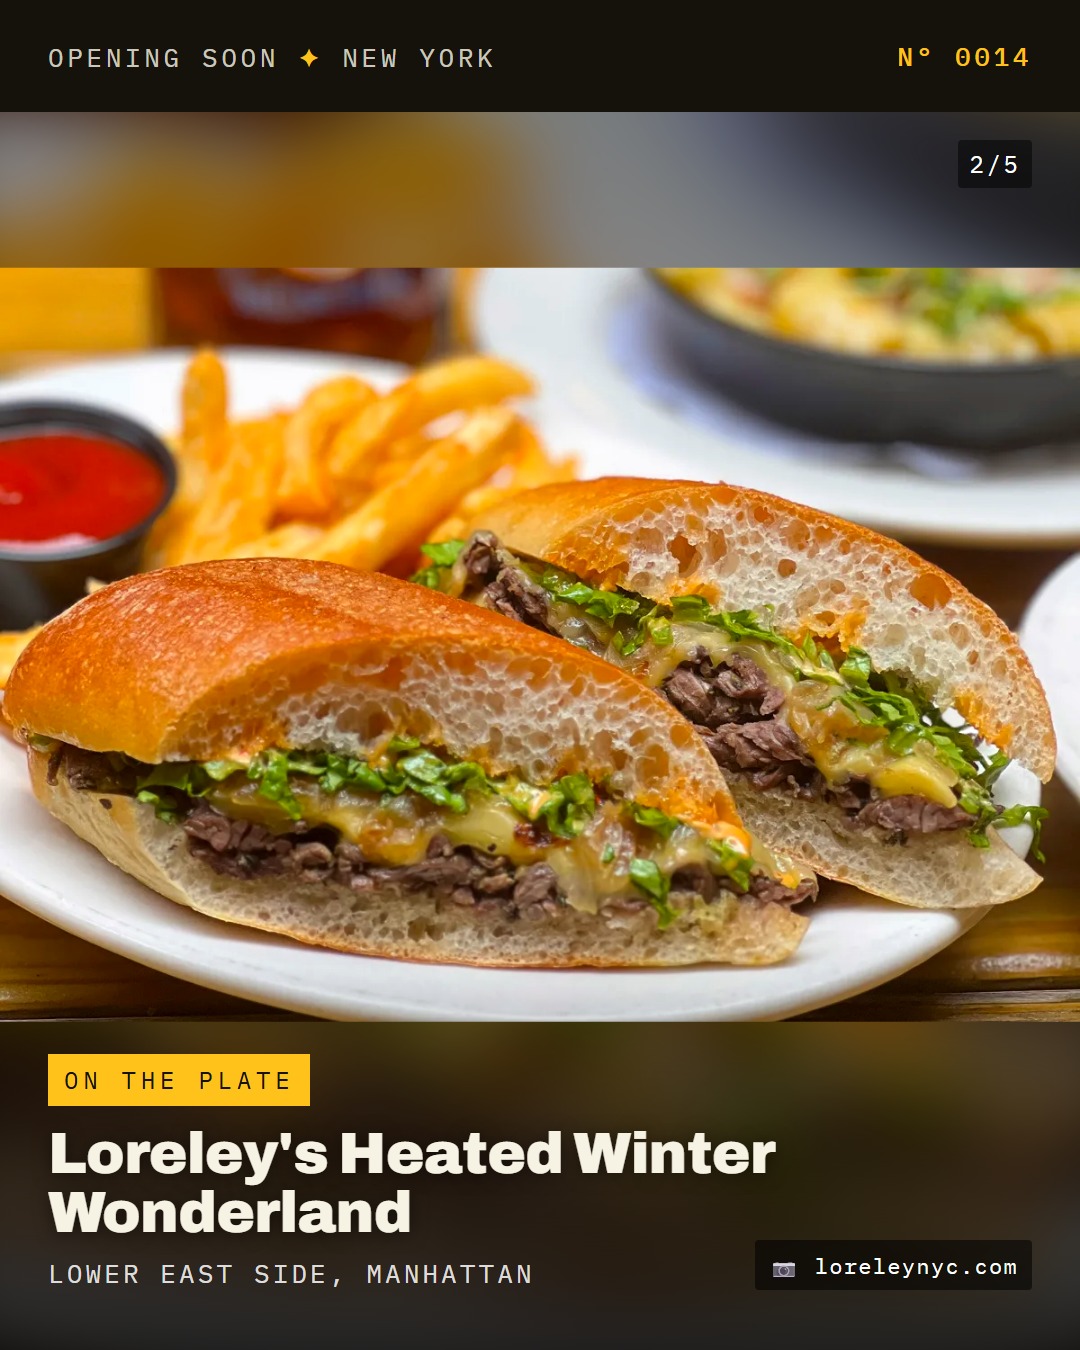 OPENING SOON ✦ NEW YORK
N° 0014
2/5
ON THE PLATE
Loreley's Heated Winter
Wonderland
LOWER EAST SIDE, MANHATTAN
📷 loreleynyc.com